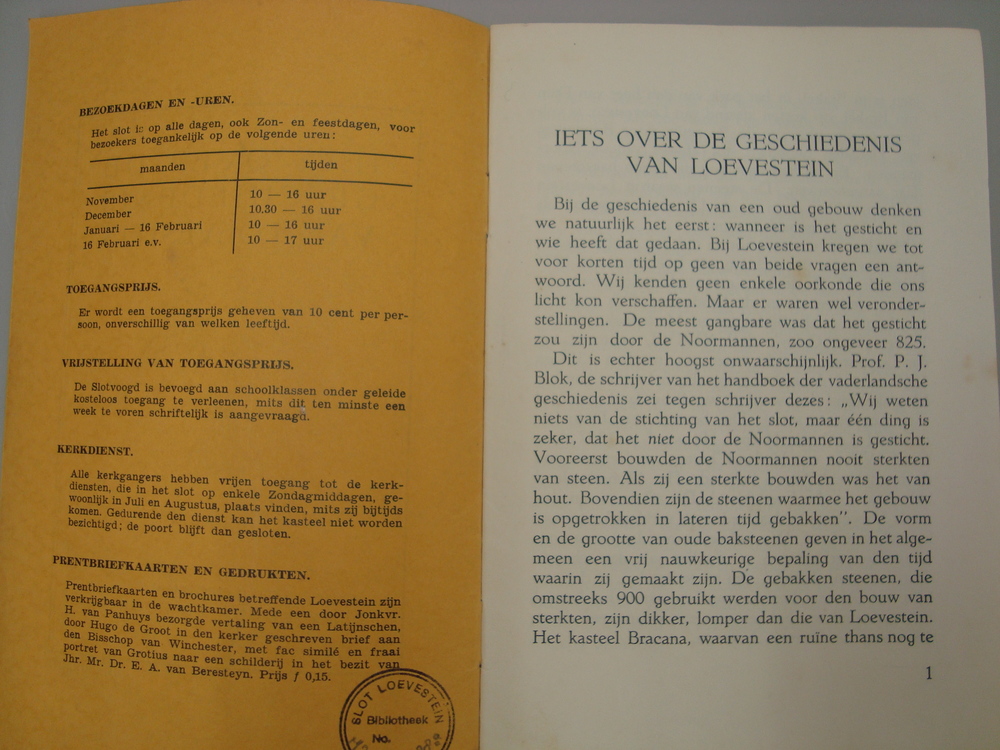 BEZOEKDAGEN EN -UREN.
Het slot is op alle dagen, ook Zon- en feestdagen, voor
bezoekers toegankelijk op de volgende uren:
maanden tijden
November 10 — 16 uur
December 10.30 — 16 uur
Januari — 16 Februari 10 — 16 uur
16 Februari e.v. 10 — 17 uur
TOEGANGSPRIJS.
Er wordt een toegangsprijs geheven van 10 cent per per-
soon, onverschillig van welken leeftijd.
VRIJSTELLING VAN TOEGANGSPRIJS.
De Slotvoogd is bevoegd aan schoolklassen onder geleide
kosteloos toegang te verleenen, mits dit ten minste een
week te voren schriftelijk is aangevraagd.
KERKDIENST.
Alle kerkgangers hebben vrijen toegang tot de kerk-
diensten, die in het slot op enkele Zondagmiddagen, ge-
woonlijk in Juli en Augustus, plaats vinden, mits zij bijtijds
komen. Gedurende den dienst kan het kasteel niet worden
bezichtigd; de poort blijft dan gesloten.
PRENTBRIEFKAARTEN EN GEDRUKTEN.
Prentbriefkaarten en brochures betreffende Loevestein zijn
verkrijgbaar in de wachtkamer. Mede een door Jonkvr.
H. van Panhuys bezorgde vertaling van een Latijnschen,
door Hugo de Groot in den kerker geschreven brief aan
den Bisschop van Winchester, met fac similé en fraai
portret van Grotius naar een schilderij in het bezit van
Jhr. Mr. Dr. E. A. van Beresteyn. Prijs ƒ 0,15.
SLOT LOEVESTEIN
Bibliotheek
No.
IETS OVER DE GESCHIEDENIS
VAN LOEVESTEIN
Bij de geschiedenis van een oud gebouw denken
we natuurlijk het eerst: wanneer is het gesticht en
wie heeft dat gedaan. Bij Loevestein kregen we tot
voor korten tijd op geen van beide vragen een ant-
woord. Wij kenden geen enkele oorkonde die ons
licht kon verschaffen. Maar er waren wel veronder-
stellingen. De meest gangbare was dat het gesticht
zou zijn door de Noormannen, zoo ongeveer 825.
Dit is echter hoogst onwaarschijnlijk. Prof. P. J.
Blok, de schrijver van het handboek der vaderlandsche
geschiedenis zei tegen schrijver dezes: „Wij weten
niets van de stichting van het slot, maar één ding is
zeker, dat het niet door de Noormannen is gesticht.
Vooreerst bouwden de Noormannen nooit sterkten
van steen. Als zij een sterkte bouwden was het van
hout. Bovendien zijn de steenen waarmee het gebouw
is opgetrokken in lateren tijd gebakken”. De vorm
en de grootte van oude baksteenen geven in het alge-
meen een vrij nauwkeurige bepaling van den tijd
waarin zij gemaakt zijn. De gebakken steenen, die
omstreeks 900 gebruikt werden voor den bouw van
sterkten, zijn dikker, lomper dan die van Loevestein.
Het kasteel Bracana, waarvan een ruïne thans nog te
1